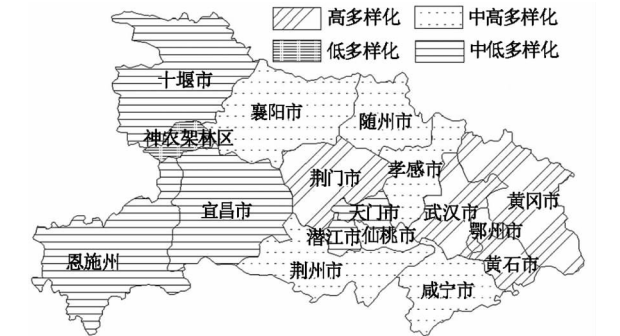 高多样化 中高多样化
低多样化 中低多样化
十堰市
襄阳市
随州市
神农架林区
荆门市
孝感市
黄冈市
宜昌市
天门市
武汉市
鄂州市
潜江市
仙桃市
恩施州
荆州市
黄石市
咸宁市